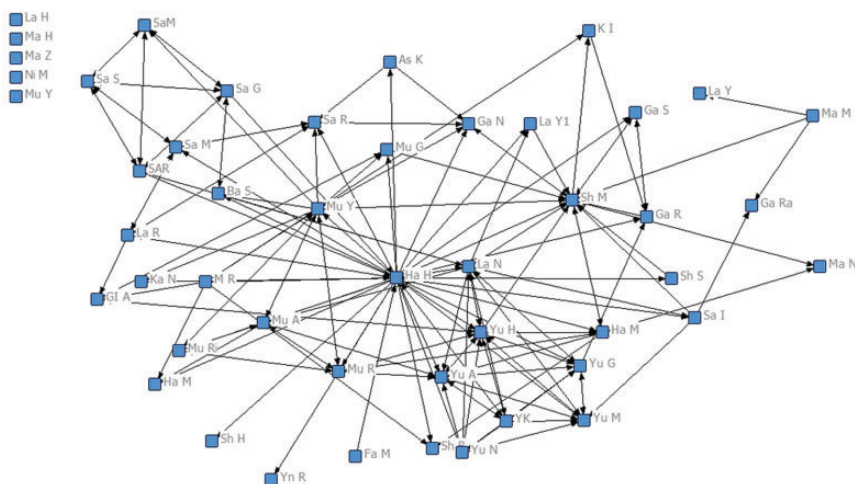 La H
Ma H
Ma Z
Ni M
Mu Y
SaM
K I
As K
Sa S
Sa G
La Y
Ga S
Ma M
Sa R
Ga N
La Y1
Sa M
Mu G
SAR
Ba S
Sh M
Mu Y
Ga Ra
Ga R
La R
Ha H
La N
Ma N
Ka N
M R
Sh S
GI A
Sa I
Mu A
Yu H
Ha M
Mu Ri
Yu G
Ha M
Mu R
Yu A
YK
Yu M
Sh H
Fa M
Yu N
Yn R